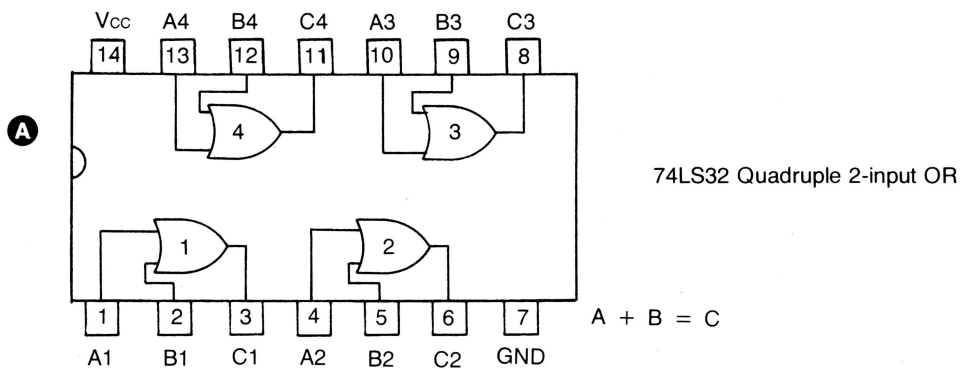 Vcc A4 B4 C4 A3 B3 C3
14 13 12 11 10 9 8
A
4 3
74LS32 Quadruple 2-input OR
1 2
1 2 3 4 5 6 7 A + B = C
A1 B1 C1 A2 B2 C2 GND